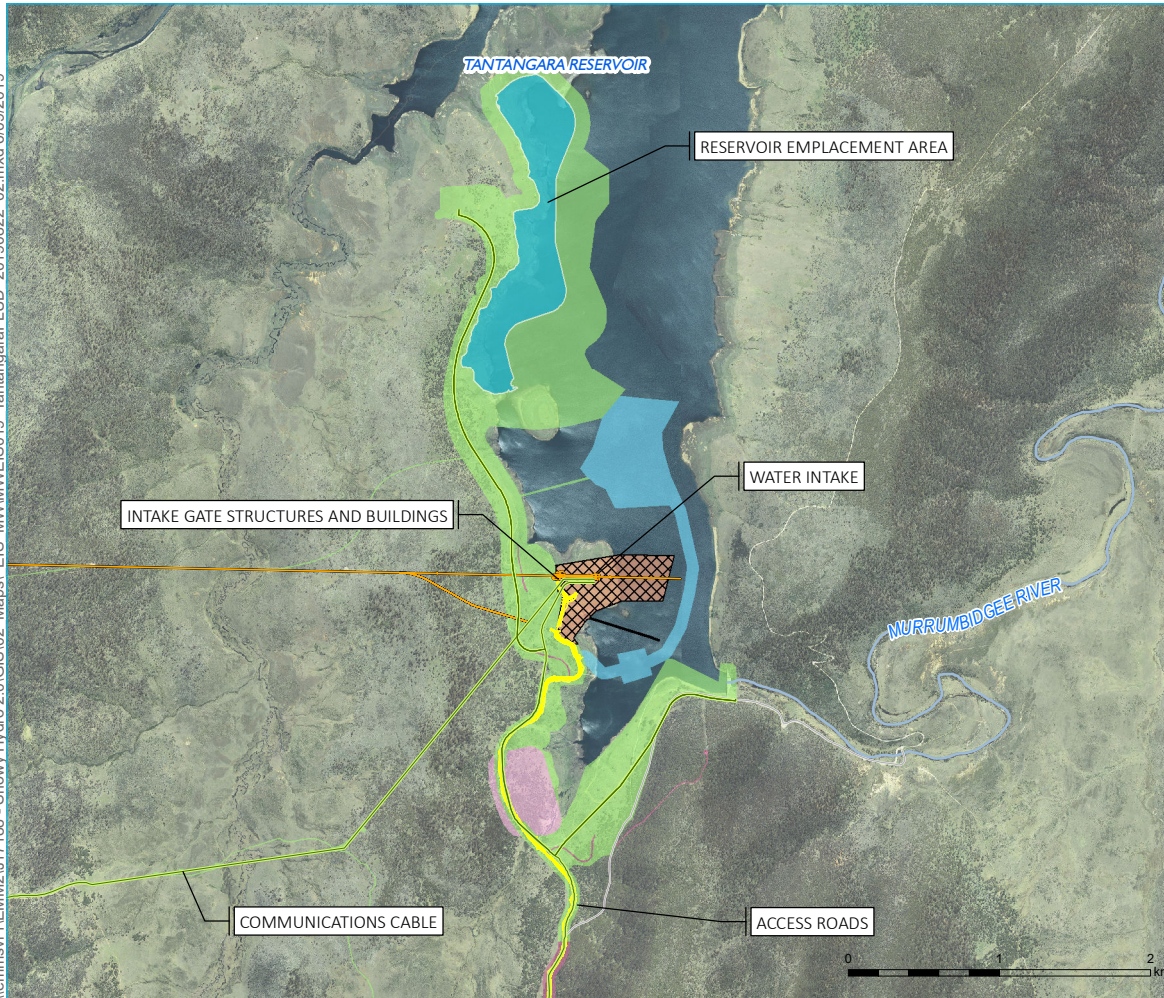 TANTANGARA RESERVOIR
RESERVOIR EMPLACEMENT AREA
WATER INTAKE
INTAKE GATE STRUCTURES AND BUILDINGS
MURRUMBIDGEE RIVER
COMMUNICATIONS CABLE
ACCESS ROADS
0 1 2
km